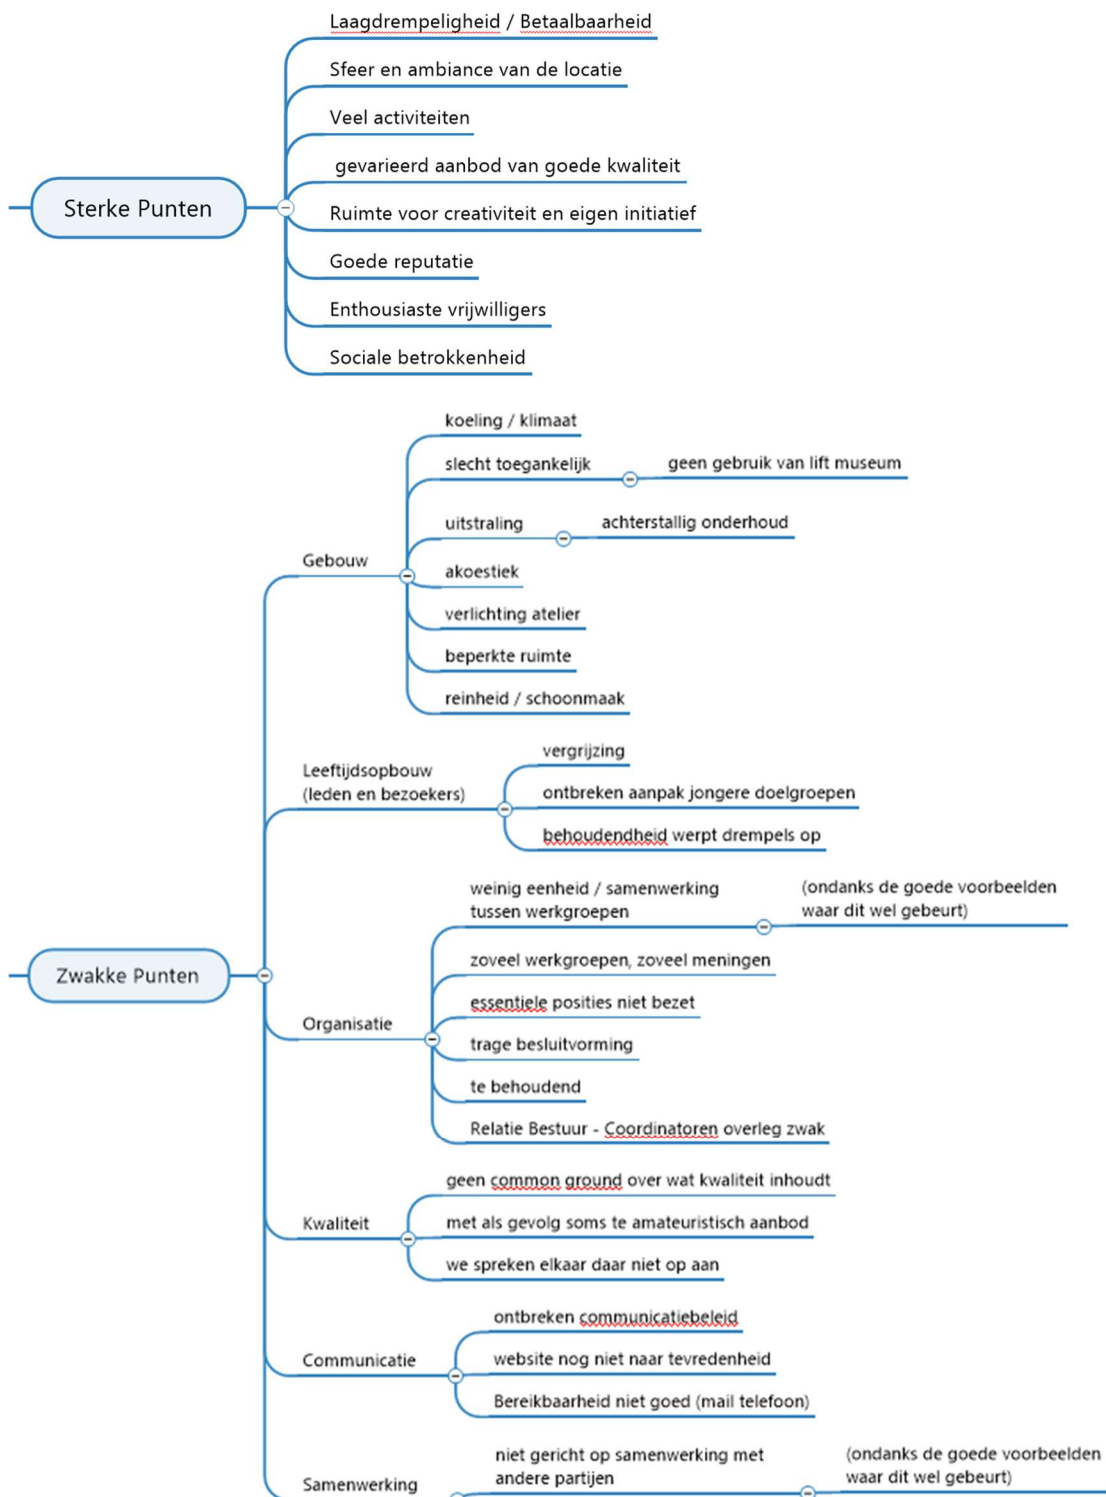 Laagdrempeligheid / Betaalbaarheid
Sfeer en ambiance van de locatie
Veel activiteiten
gevarieerd aanbod van goede kwaliteit
Sterke Punten
Ruimte voor creativiteit en eigen initiatief
Goede reputatie
Enthousiaste vrijwilligers
Sociale betrokkenheid
Zwakke Punten
Gebouw
koeling / klimaat
slecht toegankelijk
geen gebruik van lift museum
uitstraling
achterstallig onderhoud
akoestiek
verlichting atelier
beperkte ruimte
reinheid / schoonmaak
Leeftijdsopbouw
(leden en bezoekers)
vergrijzing
ontbreken aanpak jongere doelgroepen
behoudendheid werpt drempels op
Organisatie
weinig eenheid / samenwerking
tussen werkgroepen
(ondanks de goede voorbeelden
waar dit wel gebeurt)
zoveel werkgroepen, zoveel meningen
essentiele posities niet bezet
trage besluitvorming
te behoudend
Relatie Bestuur - Coordinatoren overleg zwak
Kwaliteit
geen common ground over wat kwaliteit inhoudt
met als gevolg soms te amateuristisch aanbod
we spreken elkaar daar niet op aan
Communicatie
ontbreken communicatiebeleid
website nog niet naar tevredenheid
Bereikbaarheid niet goed (mail telefoon)
Samenwerking
niet gericht op samenwerking met
andere partijen
(ondanks de goede voorbeelden
waar dit wel gebeurt)